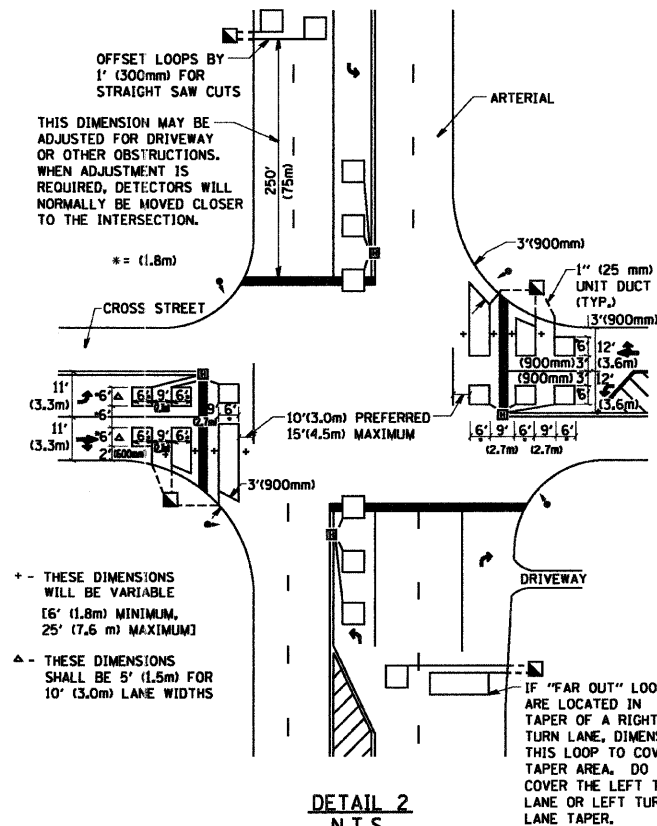 OFFSET LOOPS BY
1' (300mm) FOR
STRAIGHT SAW CUTS
ARTERIAL
THIS DIMENSION MAY BE
ADJUSTED FOR DRIVEWAY
OR OTHER OBSTRUCTIONS.
WHEN ADJUSTMENT IS
REQUIRED, DETECTORS WILL
NORMALLY BE MOVED CLOSER
TO THE INTERSECTION.
250'
(75m)
* = (1.8m)
3'(900mm)
1" (25 mm)
UNIT DUCT
(TYP.)
CROSS STREET
3'(900mm)
6'
12'
(3.6m)
(900mm) 3'
(900mm) 3'
12'
6'
(3.6m)
11'
(3.3m)
*6'
6' 9' 6'
*6'
9' 6'
(2.7m)
11'
(3.3m)
*6'
6' 9' 6'
2' (600mm)
10'(3.0m) PREFERRED
15'(4.5m) MAXIMUM
6' 9' 6' 9' 6'
(2.7m) (2.7m)
3'(900mm)
+ - THESE DIMENSIONS
WILL BE VARIABLE
[6' (1.8m) MINIMUM,
25' (7.6 m) MAXIMUM]
DRIVEWAY
△ - THESE DIMENSIONS
SHALL BE 5' (1.5m) FOR
10' (3.0m) LANE WIDTHS
IF "FAR OUT" LOO
ARE LOCATED IN
TAPER OF A RIGHT
TURN LANE, DIMENS
THIS LOOP TO COV
TAPER AREA. DO
COVER THE LEFT T
LANE OR LEFT TUR
LANE TAPER.
DETAIL 2
N.T.S.